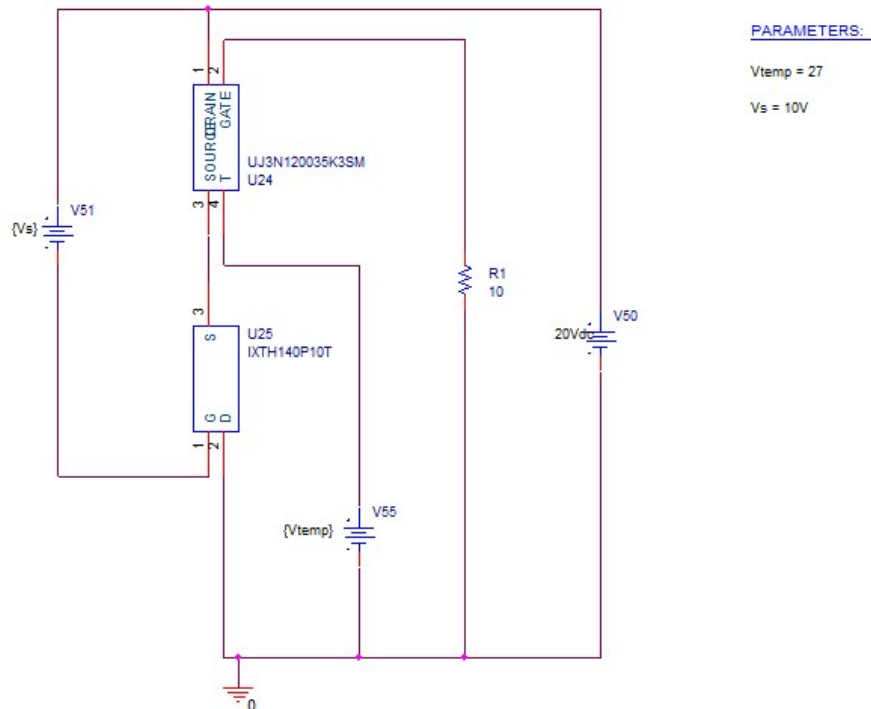 PARAMETERS:
Vtemp = 27
Vs = 10V
1
2
DRAIN
GATE
SOURCE
T
UJ3N120035K3SM
U24
3
4
V51
{Vs}
R1
10
3
S
U25
IXTH140P10T
G
D
1
2
V50
20Vdc
V55
{Vtemp}
0